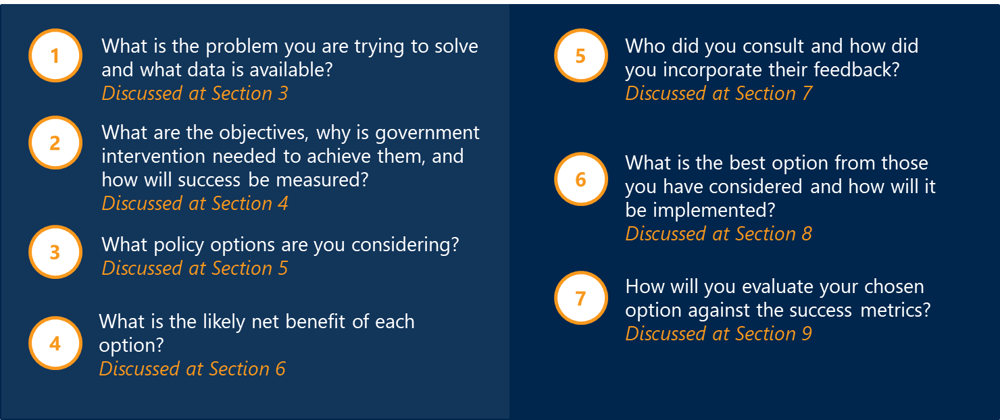 1
What is the problem you are trying to solve
and what data is available?
Discussed at Section 3
2
What are the objectives, why is government
intervention needed to achieve them, and
how will success be measured?
Discussed at Section 4
3
What policy options are you considering?
Discussed at Section 5
4
What is the likely net benefit of each
option?
Discussed at Section 6
5
Who did you consult and how did
you incorporate their feedback?
Discussed at Section 7
6
What is the best option from those
you have considered and how will it
be implemented?
Discussed at Section 8
7
How will you evaluate your chosen
option against the success metrics?
Discussed at Section 9